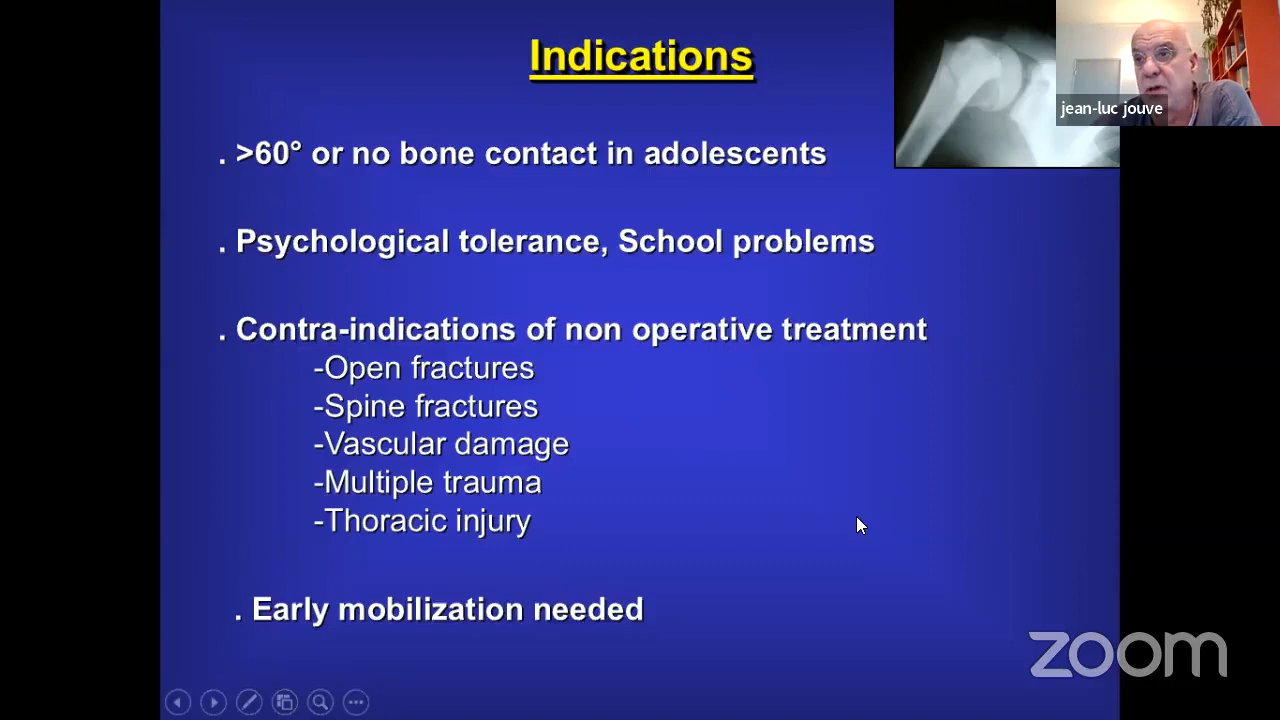 Indications
jean-luc jouve
. >60° or no bone contact in adolescents
. Psychological tolerance, School problems
. Contra-indications of non operative treatment
-Open fractures
-Spine fractures
-Vascular damage
-Multiple trauma
-Thoracic injury
. Early mobilization needed
zoom